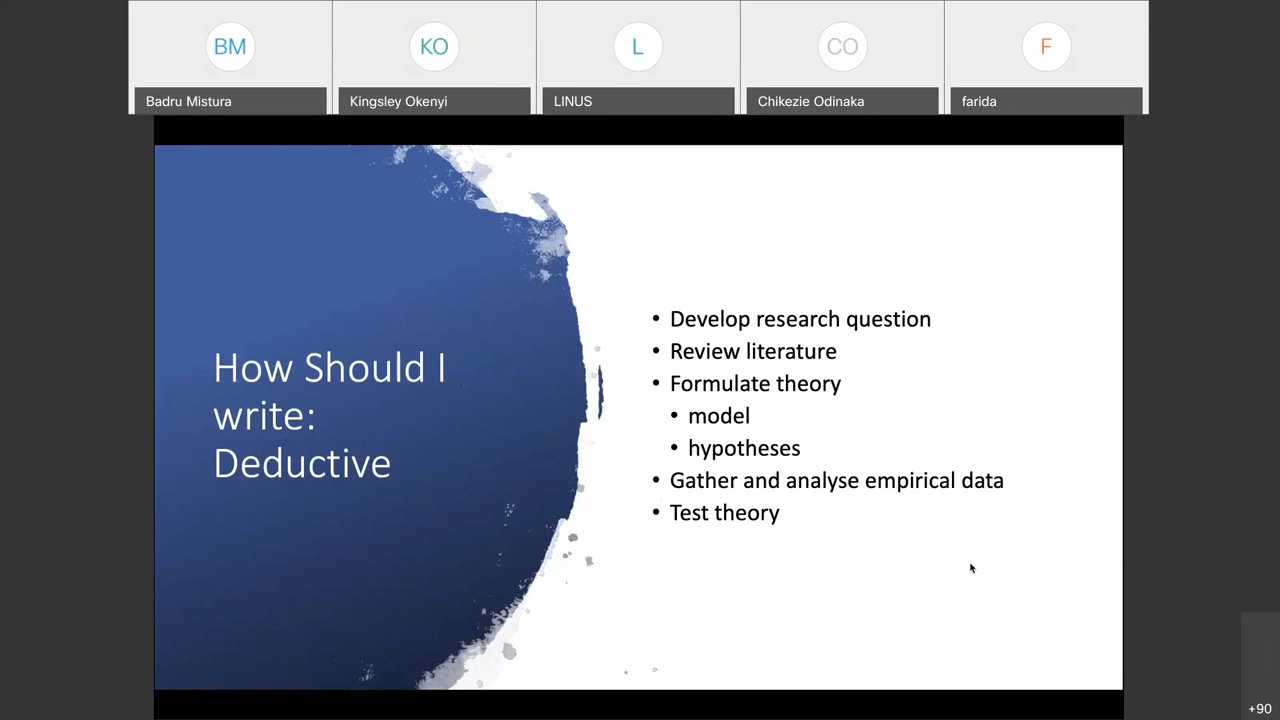 BM
KO
L
CO
F
Badru Mistura
Kingsley Okenyi
LINUS
Chikezie Odinaka
farida
How Should I
write:
Deductive
• Develop research question
• Review literature
• Formulate theory
• model
• hypotheses
• Gather and analyse empirical data
• Test theory
+90